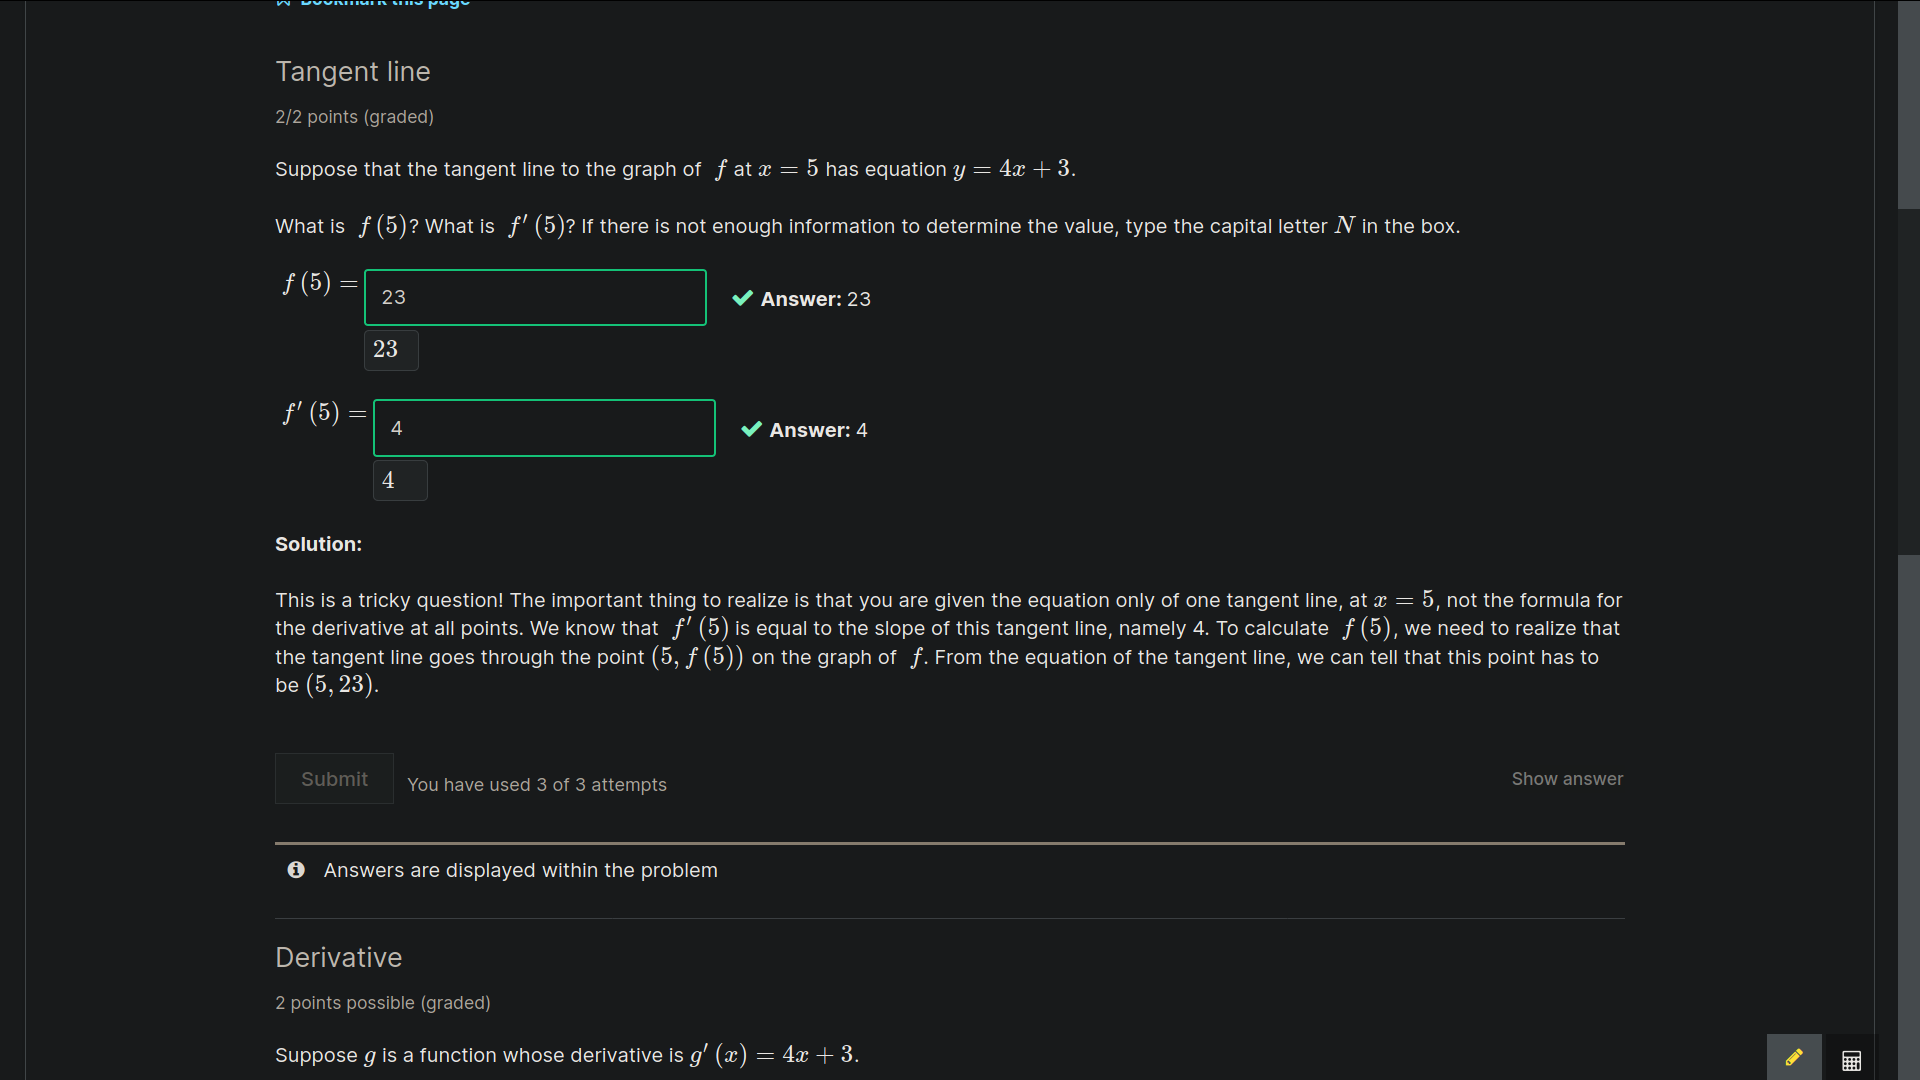 Bookmark this page
Tangent line
2/2 points (graded)
Suppose that the tangent line to the graph of f at x = 5 has equation y = 4x + 3.
What is f (5)? What is f′ (5)? If there is not enough information to determine the value, type the capital letter N in the box.
f (5) = 23 Answer: 23
23
f′ (5) = 4 Answer: 4
4
Solution:
This is a tricky question! The important thing to realize is that you are given the equation only of one tangent line, at x = 5, not the formula for
the derivative at all points. We know that f′ (5) is equal to the slope of this tangent line, namely 4. To calculate f (5), we need to realize that
the tangent line goes through the point (5, f (5)) on the graph of f. From the equation of the tangent line, we can tell that this point has to
be (5, 23).
Submit You have used 3 of 3 attempts Show answer
Answers are displayed within the problem
Derivative
2 points possible (graded)
Suppose g is a function whose derivative is g′ (x) = 4x + 3.